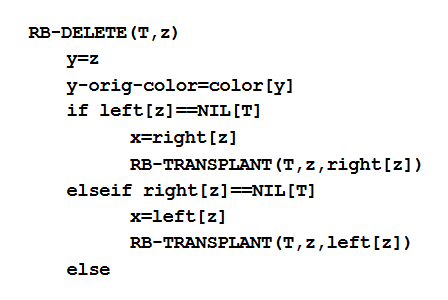 RB-DELETE(T,z)
y=z
y-orig-color=color[y]
if left[z]==NIL[T]
x=right[z]
RB-TRANSPLANT(T,z,right[z])
elseif right[z]==NIL[T]
x=left[z]
RB-TRANSPLANT(T,z,left[z])
else